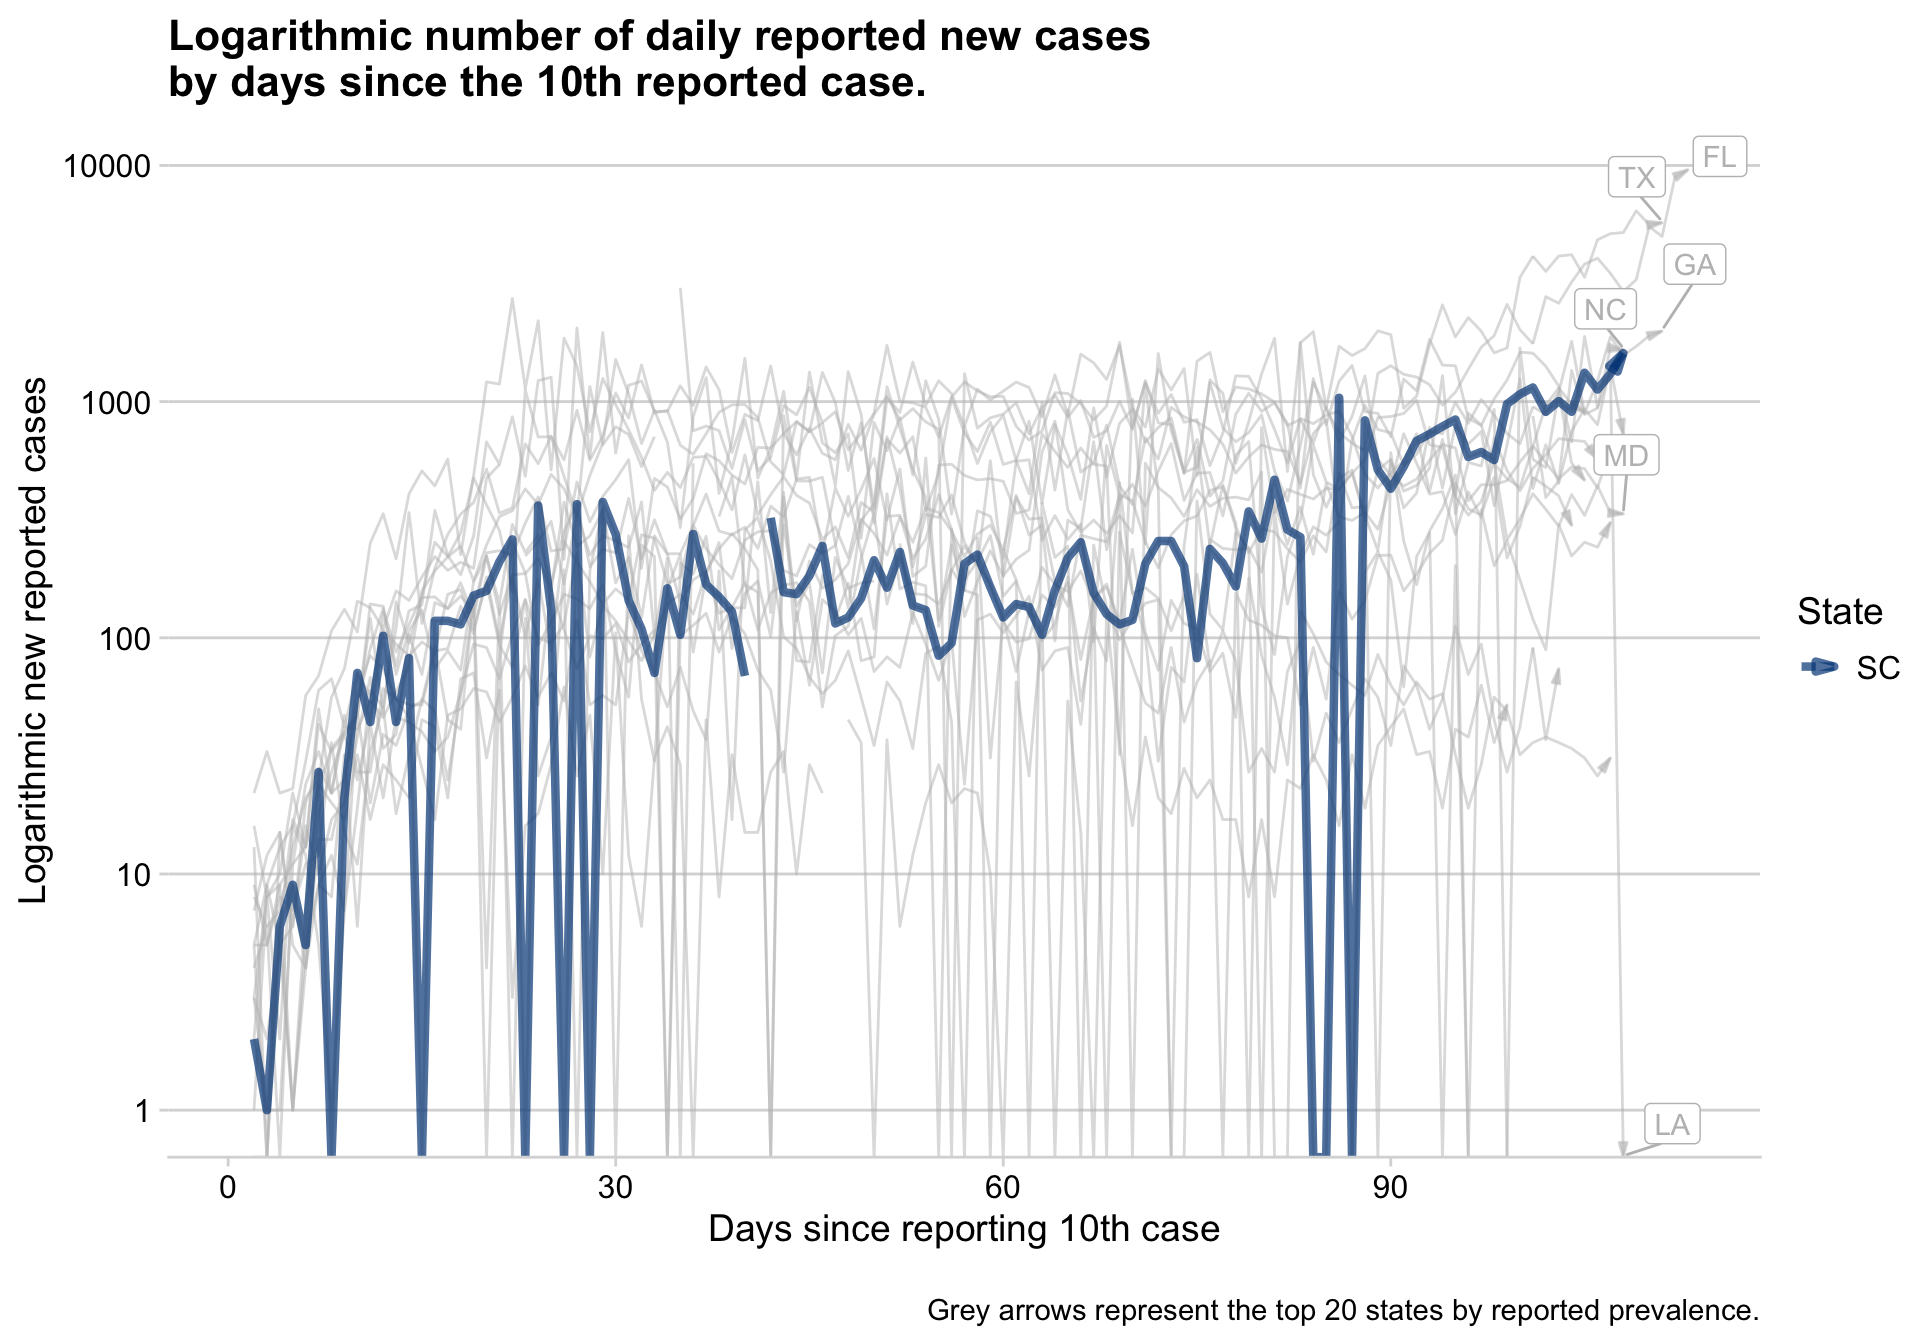 Logarithmic number of daily reported new cases
by days since the 10th reported case.
Logarithmic new reported cases
10000
1000
100
10
1
TX
FL
GA
NC
MD
LA
State
SC
0
30
60
90
Days since reporting 10th case
Grey arrows represent the top 20 states by reported prevalence.